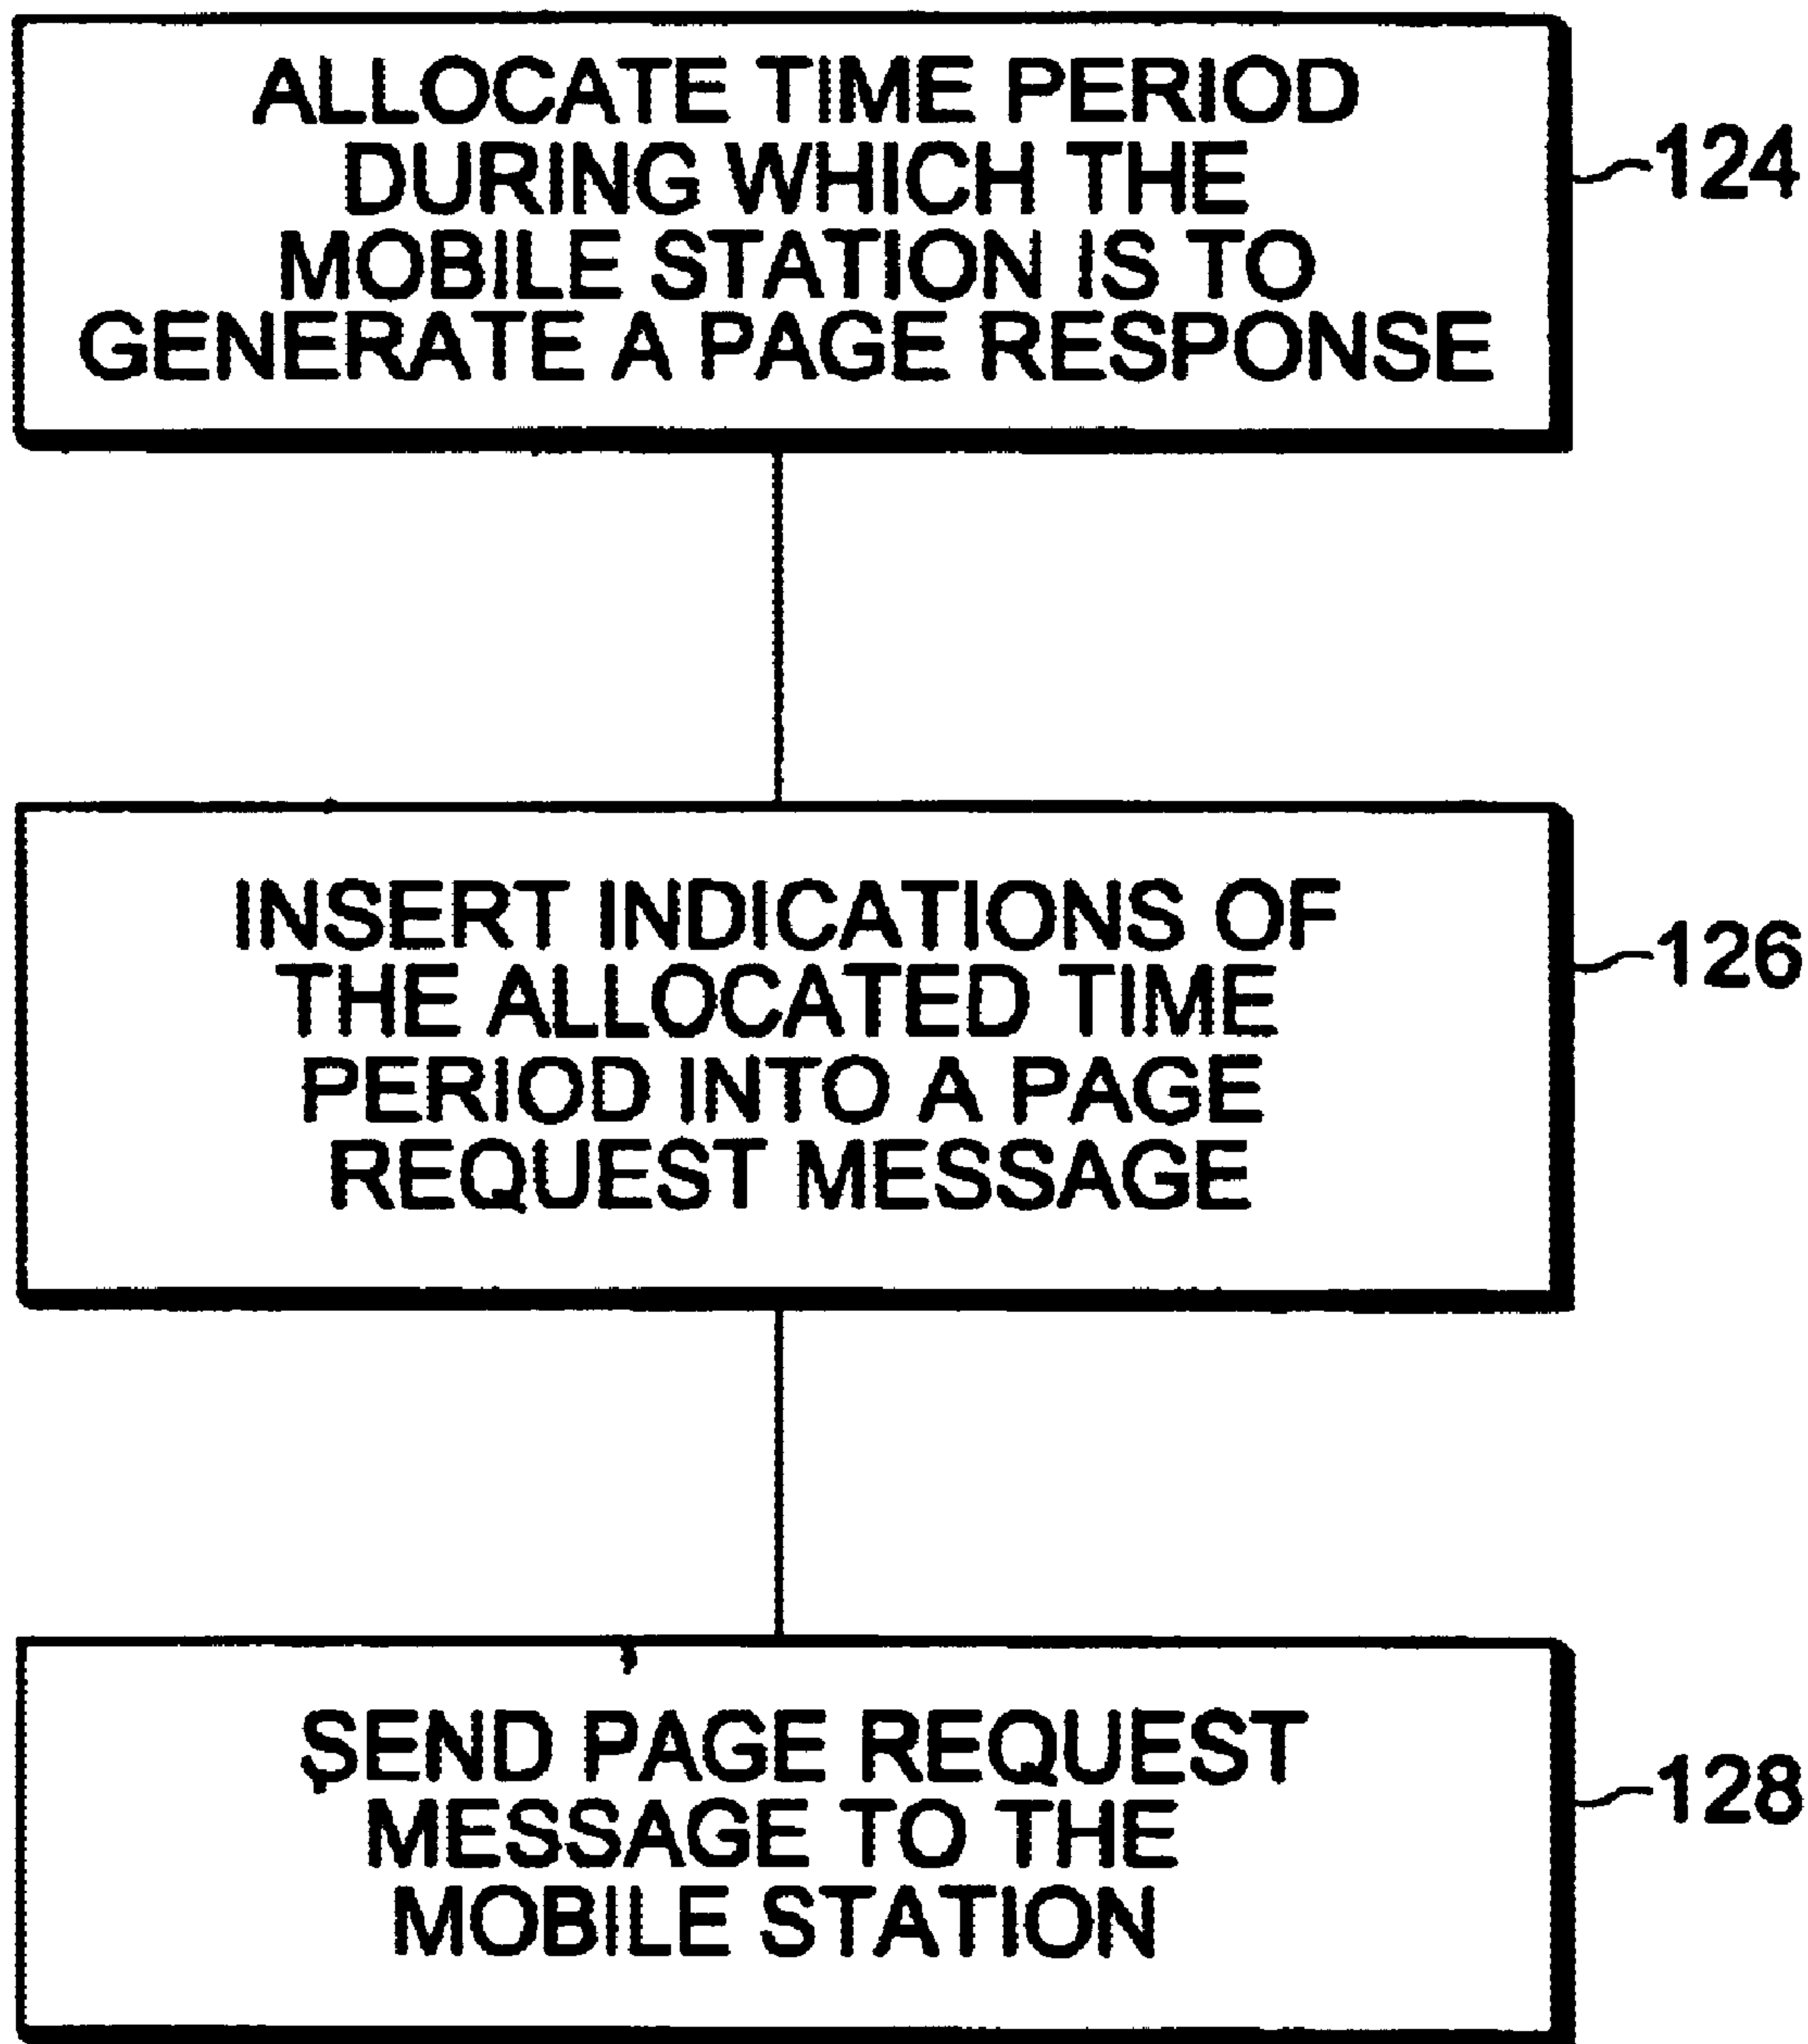 ALLOCATE TIME PERIOD
DURING WHICH THE
MOBILE STATION IS TO
GENERATE A PAGE RESPONSE
124
INSERT INDICATIONS OF
THE ALLOCATED TIME
PERIOD INTO A PAGE
REQUEST MESSAGE
126
SEND PAGE REQUEST
MESSAGE TO THE
MOBILE STATION
128